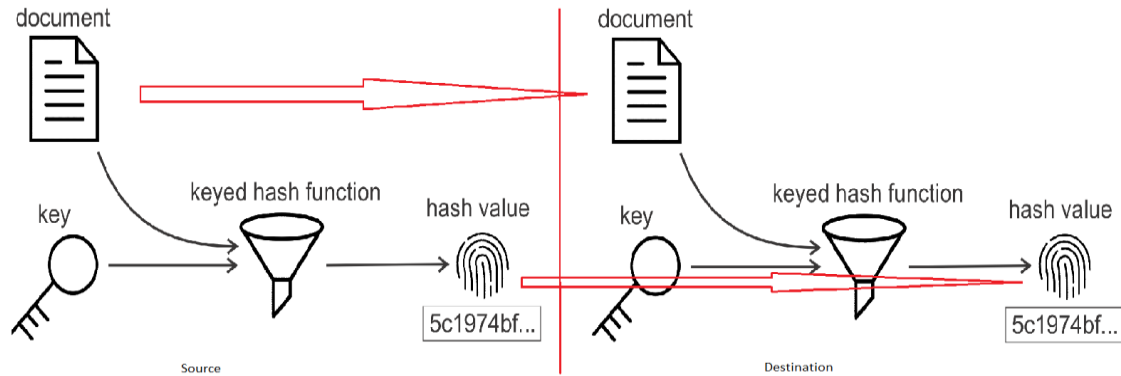 document
key
keyed hash function
hash value
5c1974bf...
Source
document
key
keyed hash function
hash value
5c1974bf...
Destination